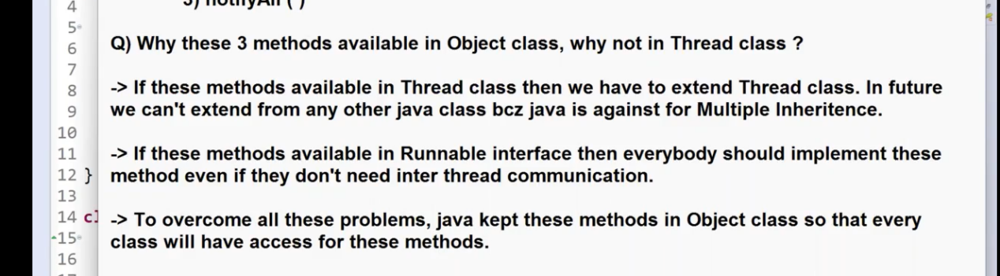 4
3) notifyAll ( )
5
6
Q) Why these 3 methods available in Object class, why not in Thread class ?
7
8
-> If these methods available in Thread class then we have to extend Thread class. In future
9
we can't extend from any other java class bcz java is against for Multiple Inheritence.
10
11
-> If these methods available in Runnable interface then everybody should implement these
12 }
method even if they don't need inter thread communication.
13
14
-> To overcome all these problems, java kept these methods in Object class so that every
15
class will have access for these methods.
16